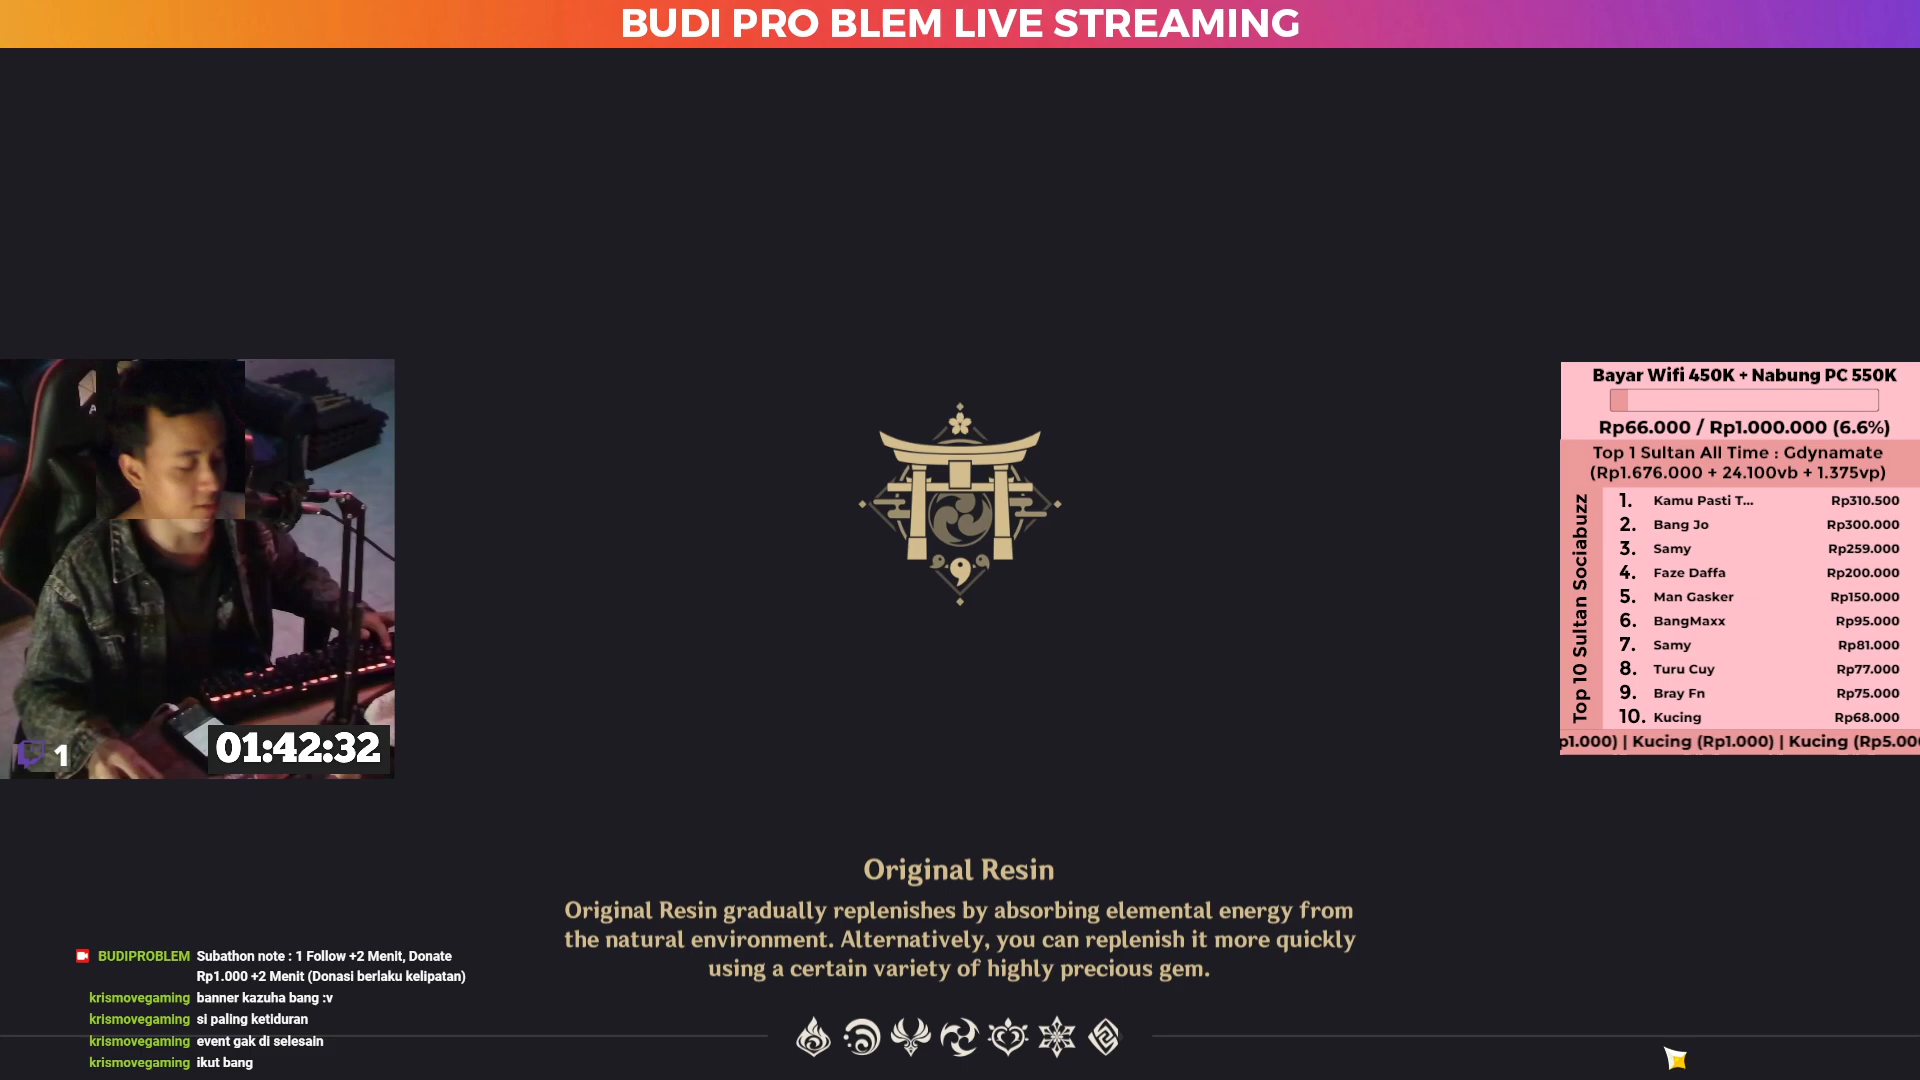 BUDI PRO BLEM LIVE STREAMING
1
01:42:32
Bayar Wifi 450K + Nabung PC 550K
Rp66.000 / Rp1.000.000 (6.6%)
Top 1 Sultan All Time : Gdynamate
(Rp1.676.000 + 24.100vb + 1.375vp)
Top 10 Sultan Sociabuzz
1. Kamu Pasti T... Rp310.500
2. Bang Jo Rp300.000
3. Samy Rp259.000
4. Faze Daffa Rp200.000
5. Man Gasker Rp150.000
6. BangMaxx Rp95.000
7. Samy Rp81.000
8. Turu Cuy Rp77.000
9. Bray Fn Rp75.000
10. Kucing Rp68.000
p1.000) | Kucing (Rp1.000) | Kucing (Rp5.00
Original Resin
Original Resin gradually replenishes by absorbing elemental energy from
the natural environment. Alternatively, you can replenish it more quickly
using a certain variety of highly precious gem.
BUDIPROBLEM Subathon note : 1 Follow +2 Menit, Donate
Rp1.000 +2 Menit (Donasi berlaku kelipatan)
krismovegaming banner kazuha bang :v
krismovegaming si paling ketiduran
krismovegaming event gak di selesain
krismovegaming ikut bang